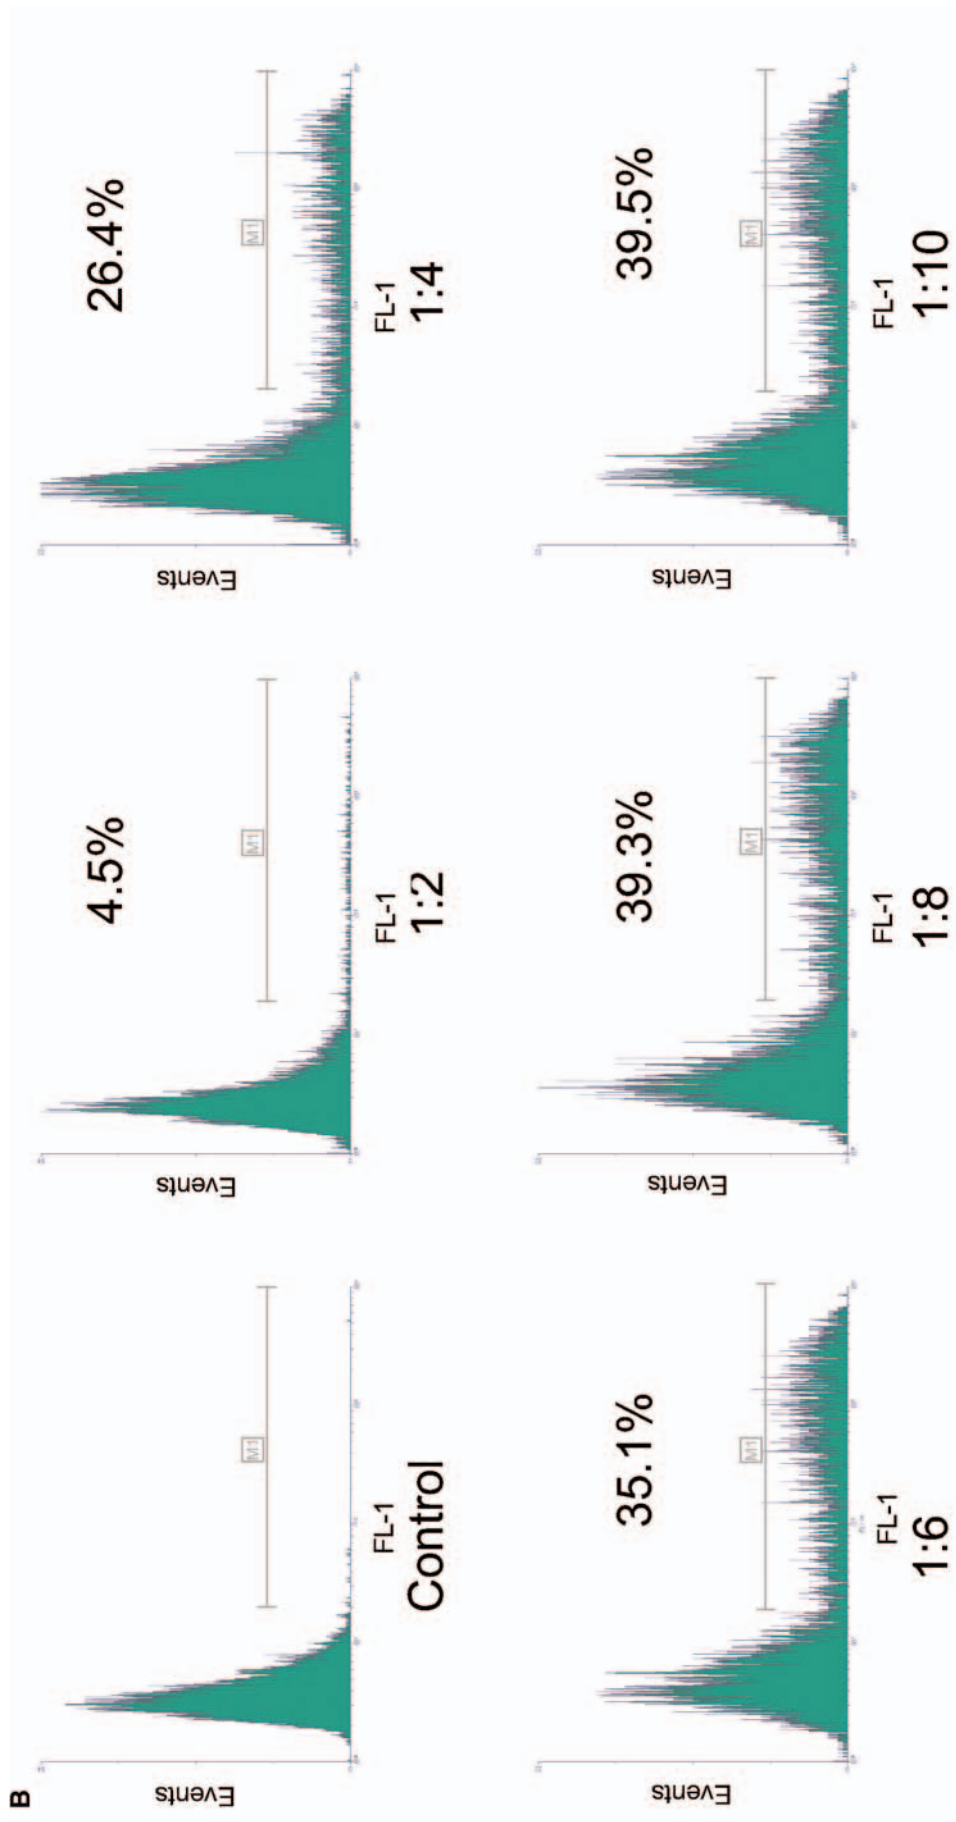 B
4.5%
26.4%
M1
M1
M1
Events
Events
Events
FL-1
FL-1
FL-1
Control
1:2
1:4
35.1%
39.3%
39.5%
M1
M1
M1
Events
Events
Events
FL-1
FL-1
FL-1
1:6
1:8
1:10